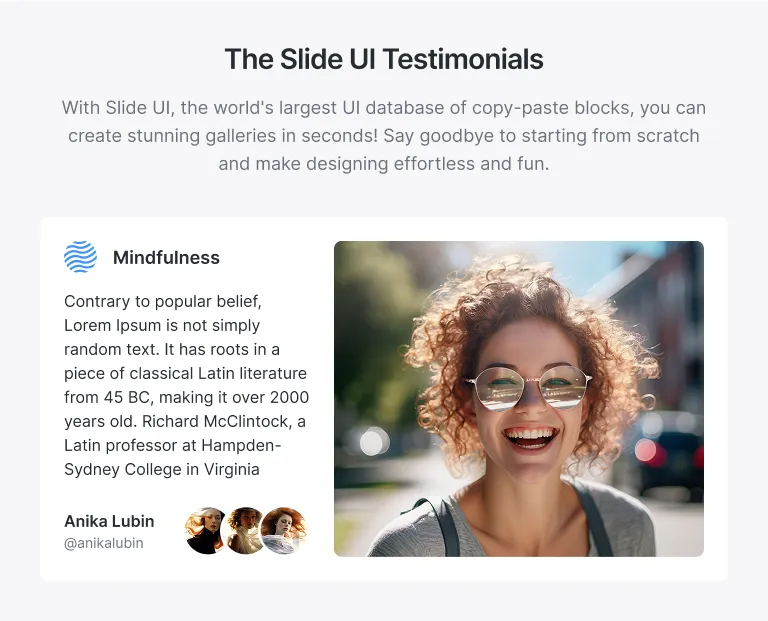 The Slide UI Testimonials
With Slide UI, the world's largest UI database of copy-paste blocks, you can
create stunning galleries in seconds! Say goodbye to starting from scratch
and make designing effortless and fun.
Mindfulness
Contrary to popular belief,
Lorem Ipsum is not simply
random text. It has roots in a
piece of classical Latin literature
from 45 BC, making it over 2000
years old. Richard McClintock, a
Latin professor at Hampden-
Sydney College in Virginia
Anika Lubin
@anikalubin